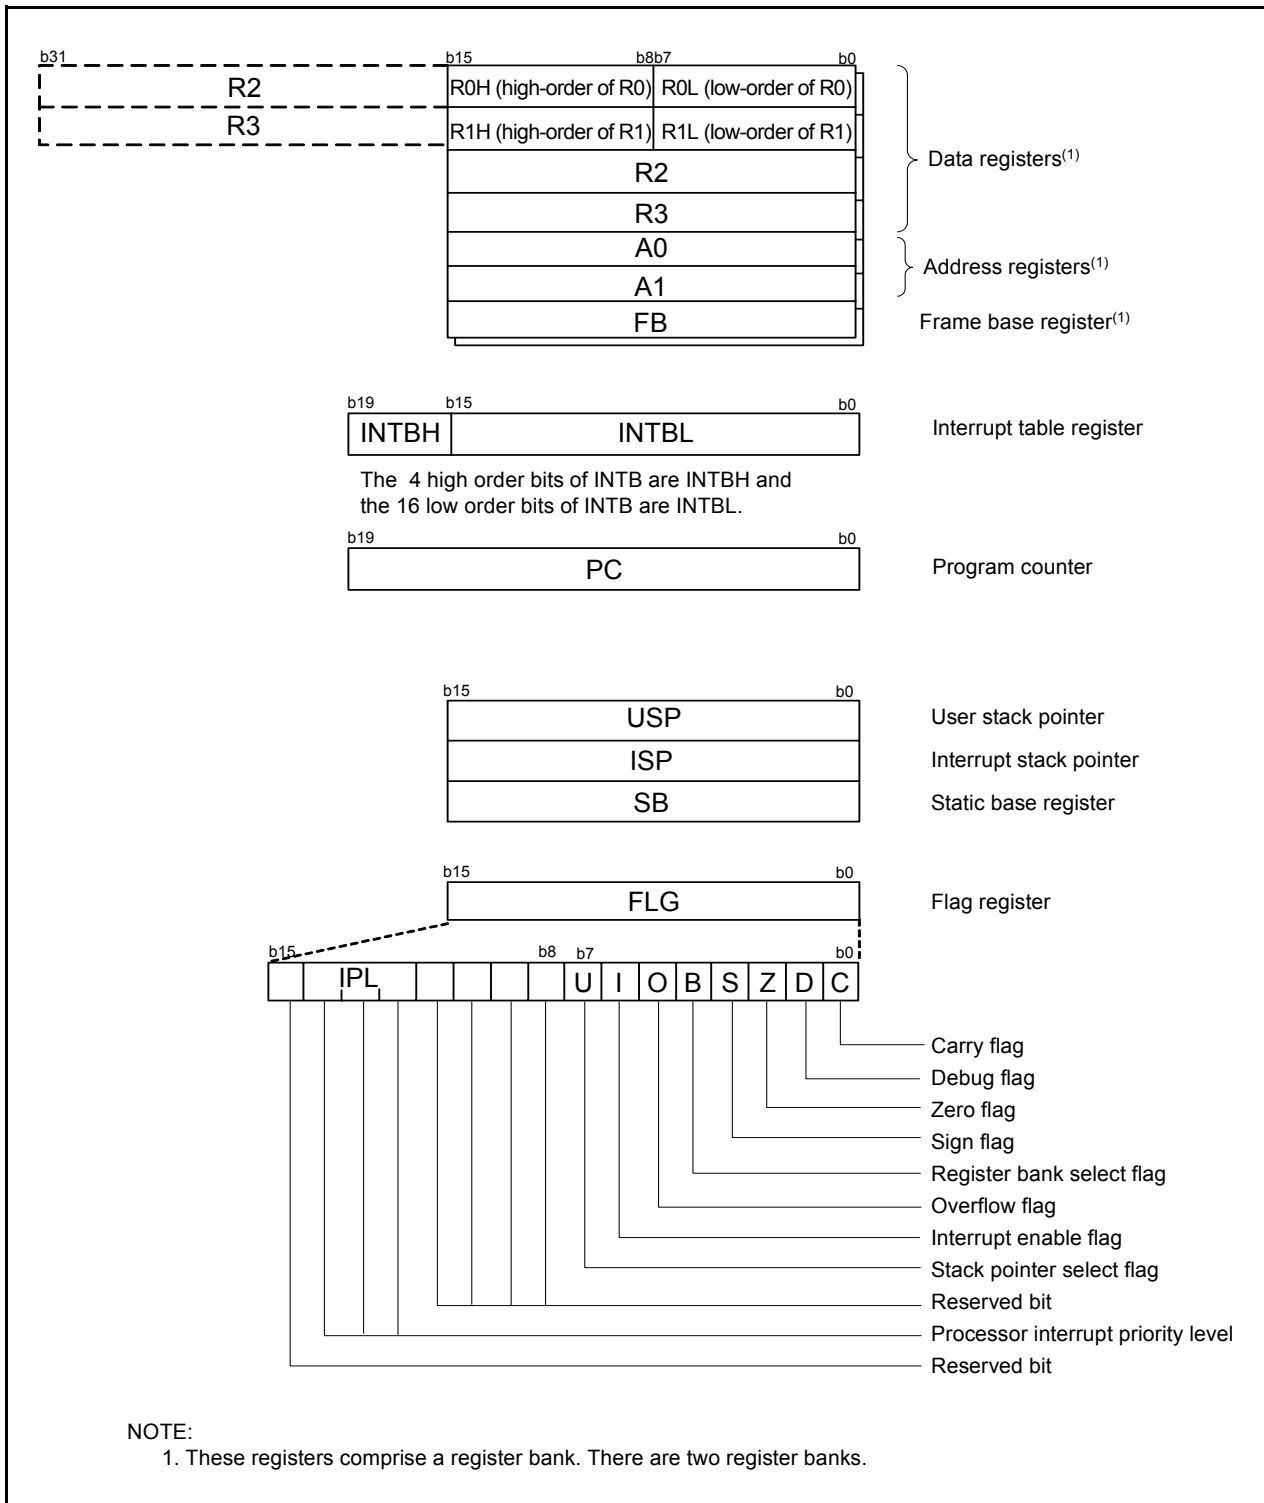 b31 b15 b8b7 b0
R2 R0H (high-order of R0) R0L (low-order of R0)
R3 R1H (high-order of R1) R1L (low-order of R1)
Data registers(1)
R2
R3
A0
Address registers(1)
A1
FB Frame base register(1)
b19 b15 b0
INTBH INTBL Interrupt table register
The 4 high order bits of INTB are INTBH and
the 16 low order bits of INTB are INTBL.
b19 b0
PC Program counter
b15 b0
USP User stack pointer
ISP Interrupt stack pointer
SB Static base register
b15 b0
FLG Flag register
b15 b8 b7 b0
IPL U I O B S Z D C
Carry flag
Debug flag
Zero flag
Sign flag
Register bank select flag
Overflow flag
Interrupt enable flag
Stack pointer select flag
Reserved bit
Processor interrupt priority level
Reserved bit
NOTE:
1. These registers comprise a register bank. There are two register banks.